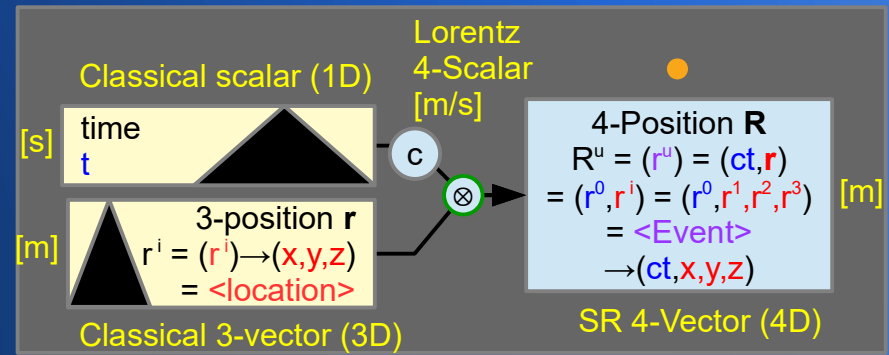 Lorentz
4-Scalar
[m/s]
Classical scalar (1D)
[s]
time
t
c
⊗
[m]
3-position r
r^i = (r^i)→(x,y,z)
= <location>
Classical 3-vector (3D)
4-Position R
R^u = (r^u) = (ct,r)
= (r^0,r^i) = (r^0,r^1,r^2,r^3)
= <Event>
→(ct,x,y,z)
[m]
SR 4-Vector (4D)